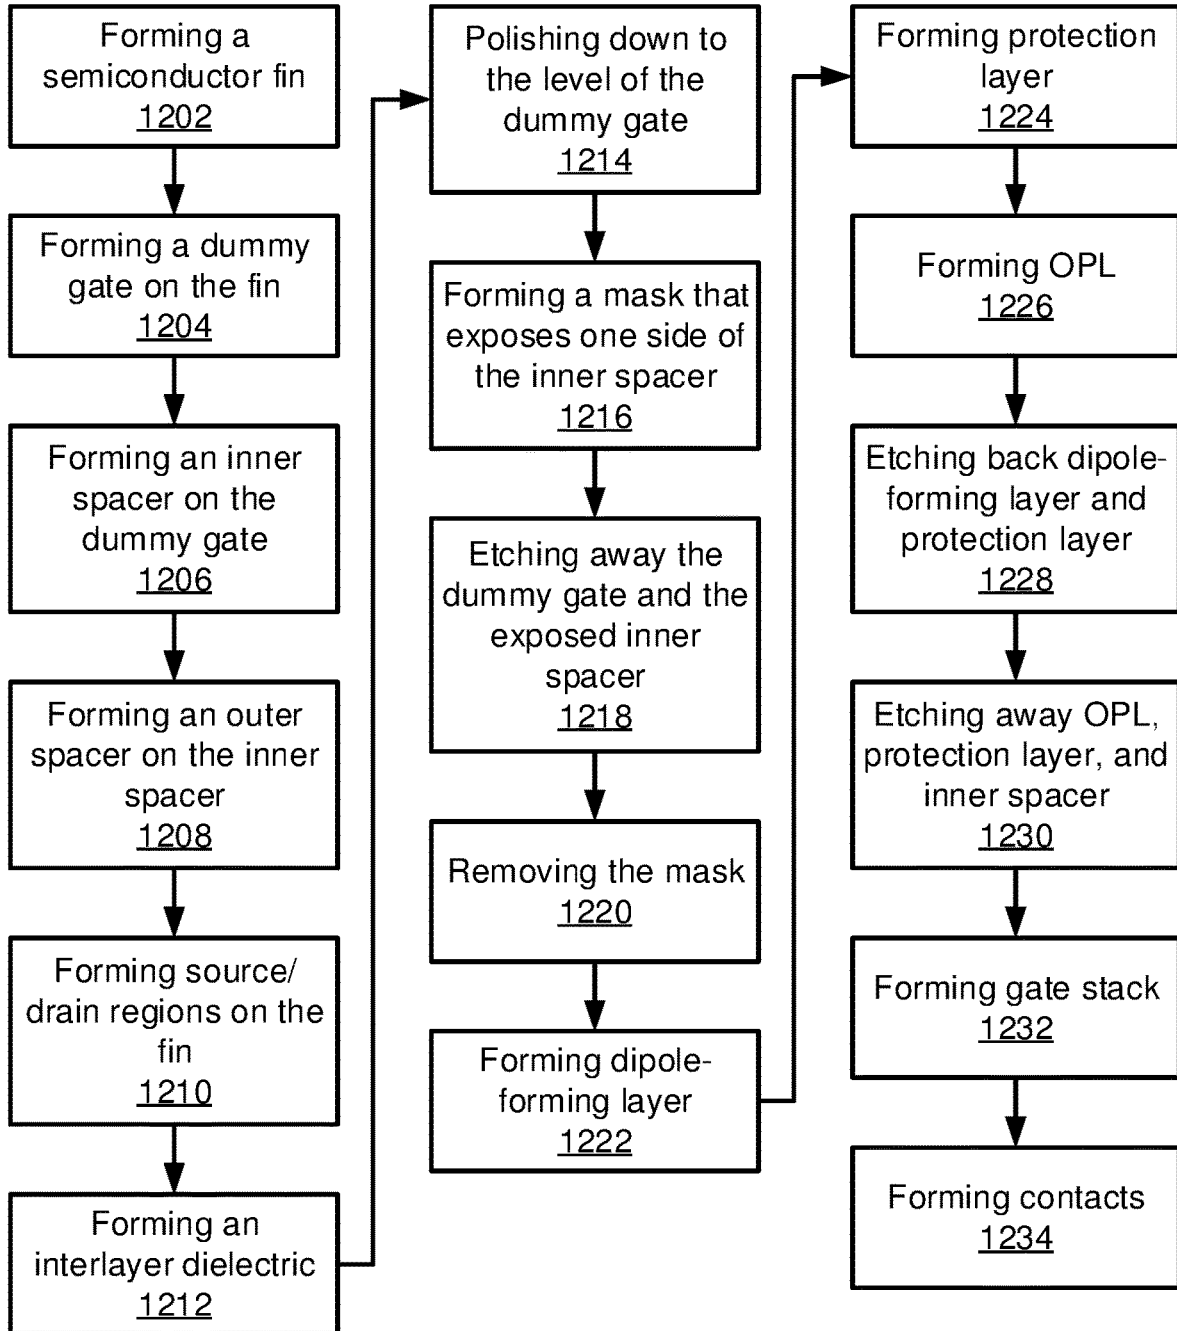 Forming a
semiconductor fin
1202
Forming a dummy
gate on the fin
1204
Forming an inner
spacer on the
dummy gate
1206
Forming an outer
spacer on the inner
spacer
1208
Forming source/
drain regions on the
fin
1210
Forming an
interlayer dielectric
1212
Polishing down to
the level of the
dummy gate
1214
Forming a mask that
exposes one side of
the inner spacer
1216
Etching away the
dummy gate and the
exposed inner
spacer
1218
Removing the mask
1220
Forming dipole-
forming layer
1222
Forming protection
layer
1224
Forming OPL
1226
Etching back dipole-
forming layer and
protection layer
1228
Etching away OPL,
protection layer, and
inner spacer
1230
Forming gate stack
1232
Forming contacts
1234